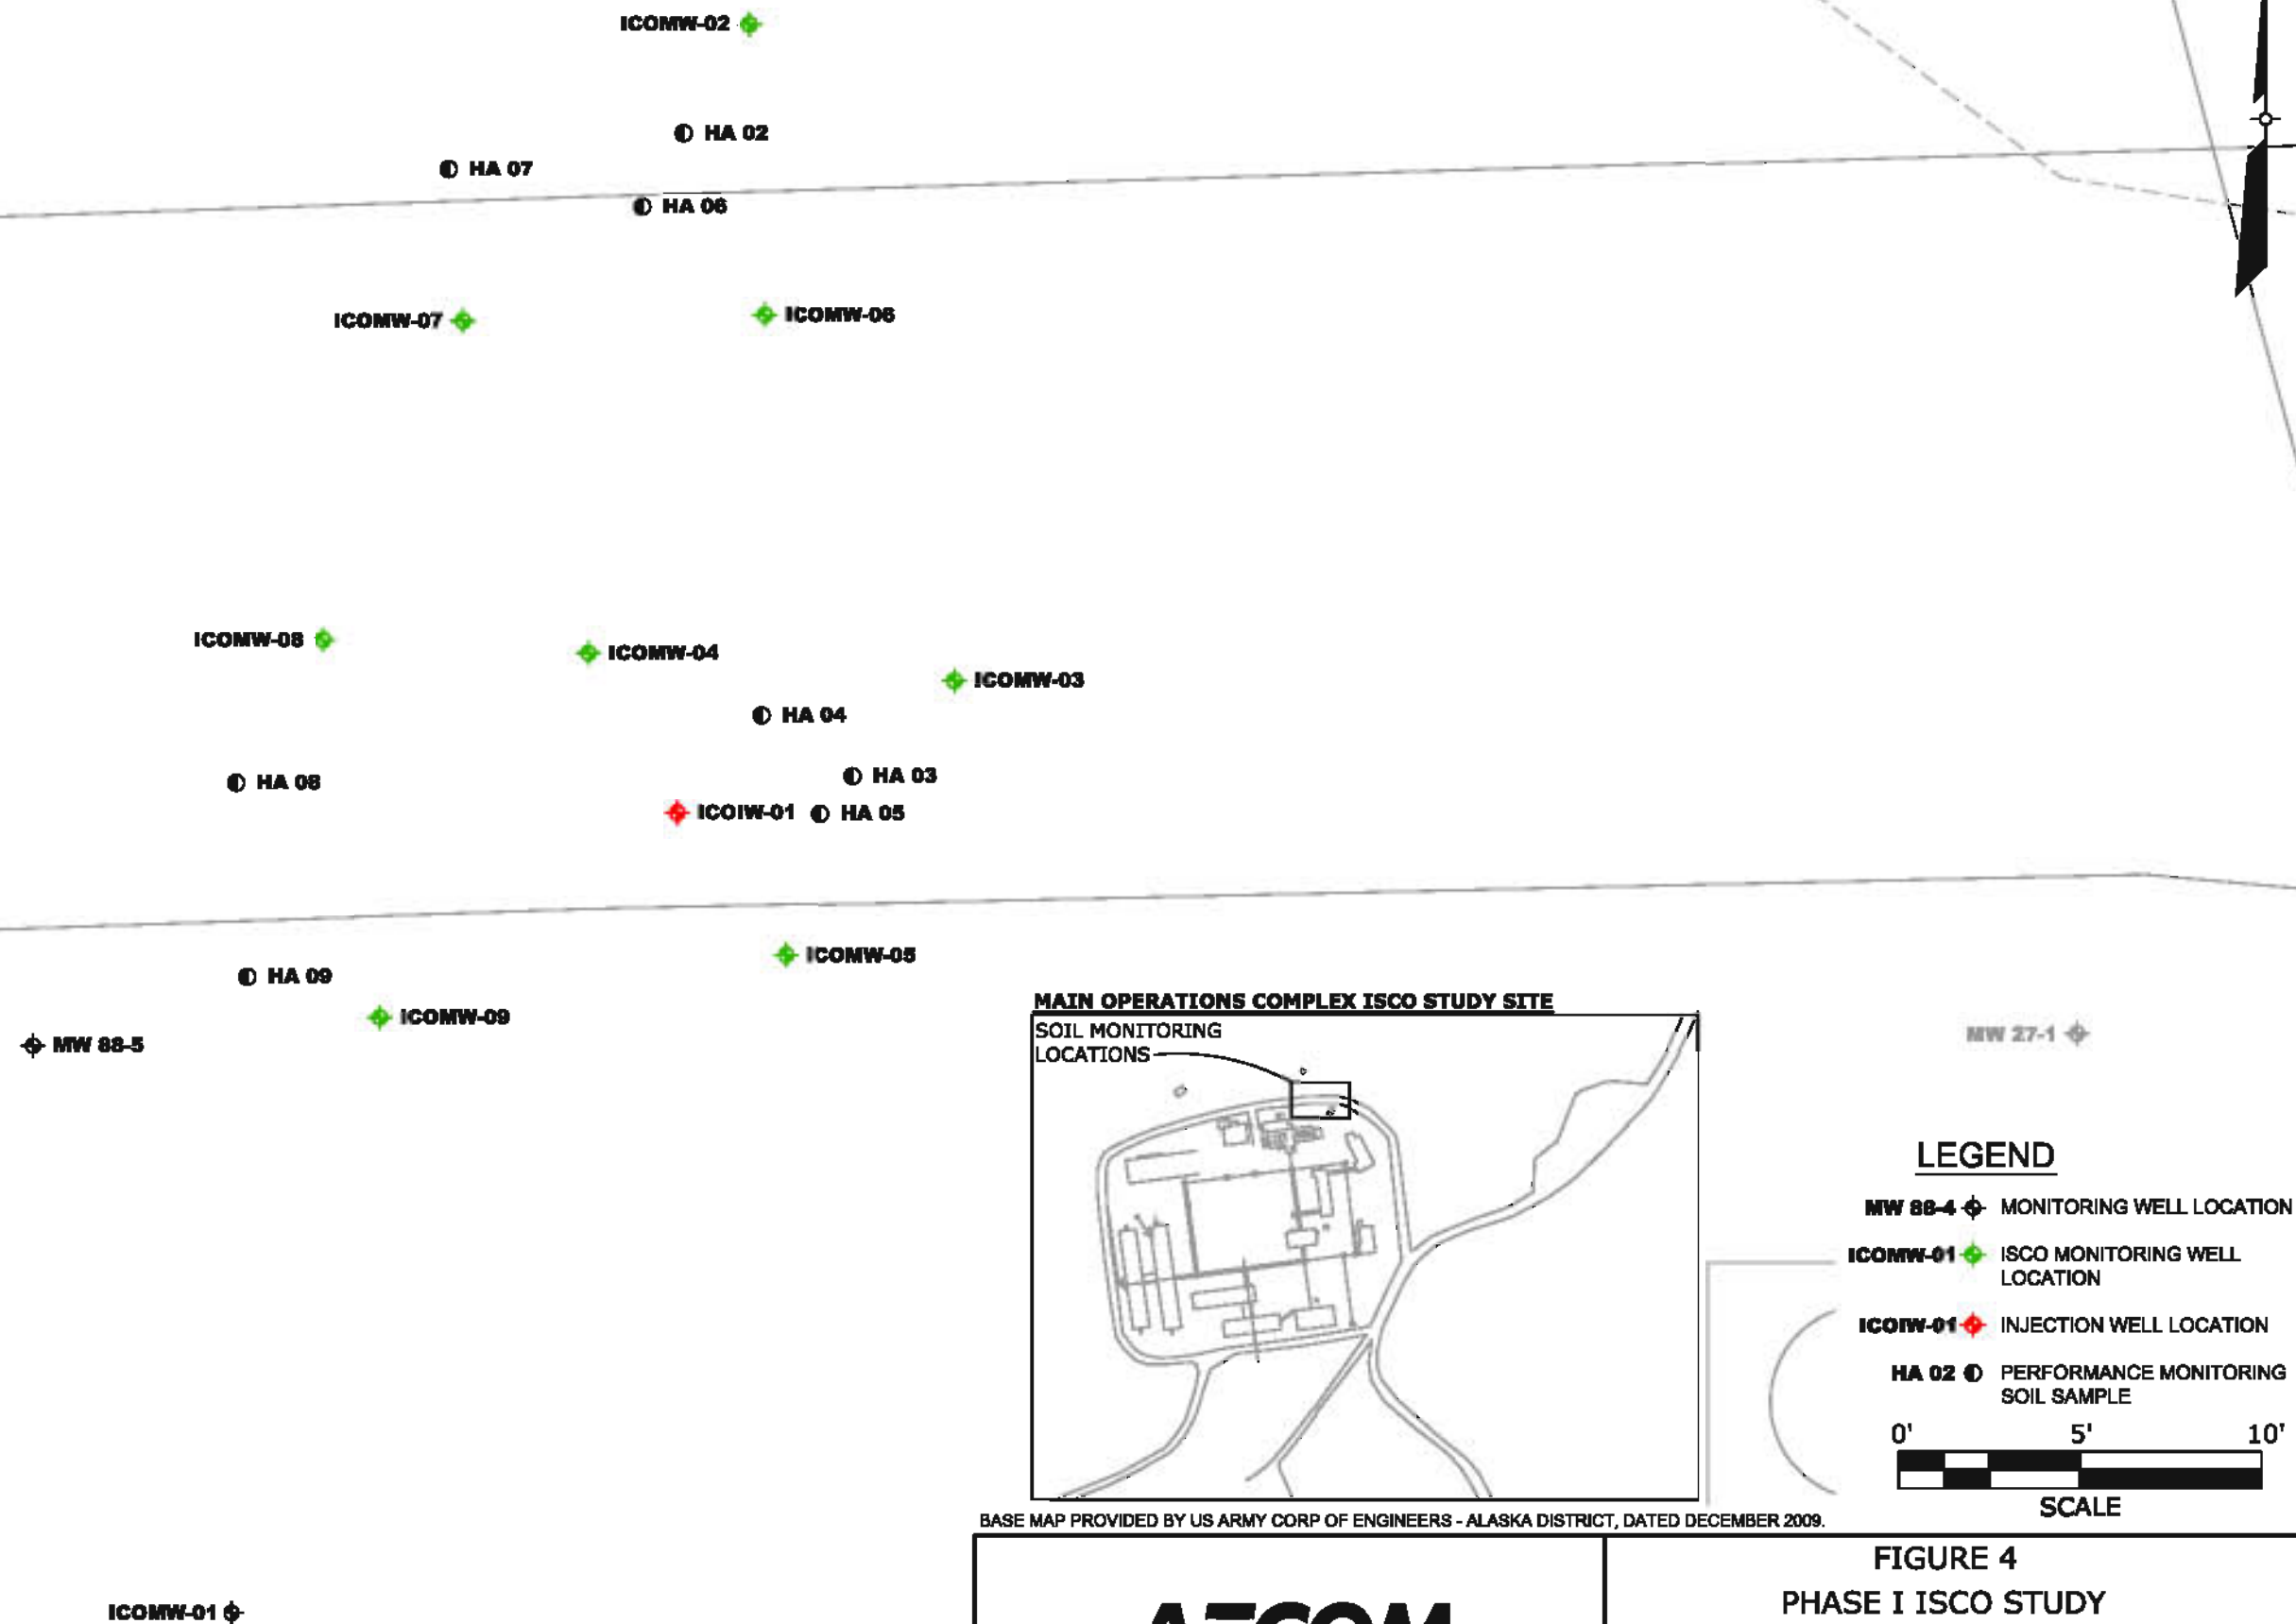 ICOMW-02
HA 02
HA 07
HA 06
ICOMW-07
ICOMW-06
ICOMW-08
ICOMW-04
ICOMW-03
HA 04
HA 08
HA 03
ICOIW-01
HA 05
ICOMW-05
HA 09
ICOMW-09
MW 88-5
MAIN OPERATIONS COMPLEX ISCO STUDY SITE
SOIL MONITORING
LOCATIONS
MW 27-1
LEGEND
MW 88-4 MONITORING WELL LOCATION
ICOMW-01 ISCO MONITORING WELL
LOCATION
ICOIW-01 INJECTION WELL LOCATION
HA 02 PERFORMANCE MONITORING
SOIL SAMPLE
0' 5' 10'
SCALE
BASE MAP PROVIDED BY US ARMY CORP OF ENGINEERS - ALASKA DISTRICT, DATED DECEMBER 2009.
FIGURE 4
PHASE I ISCO STUDY
AECOM
ICOMW-01